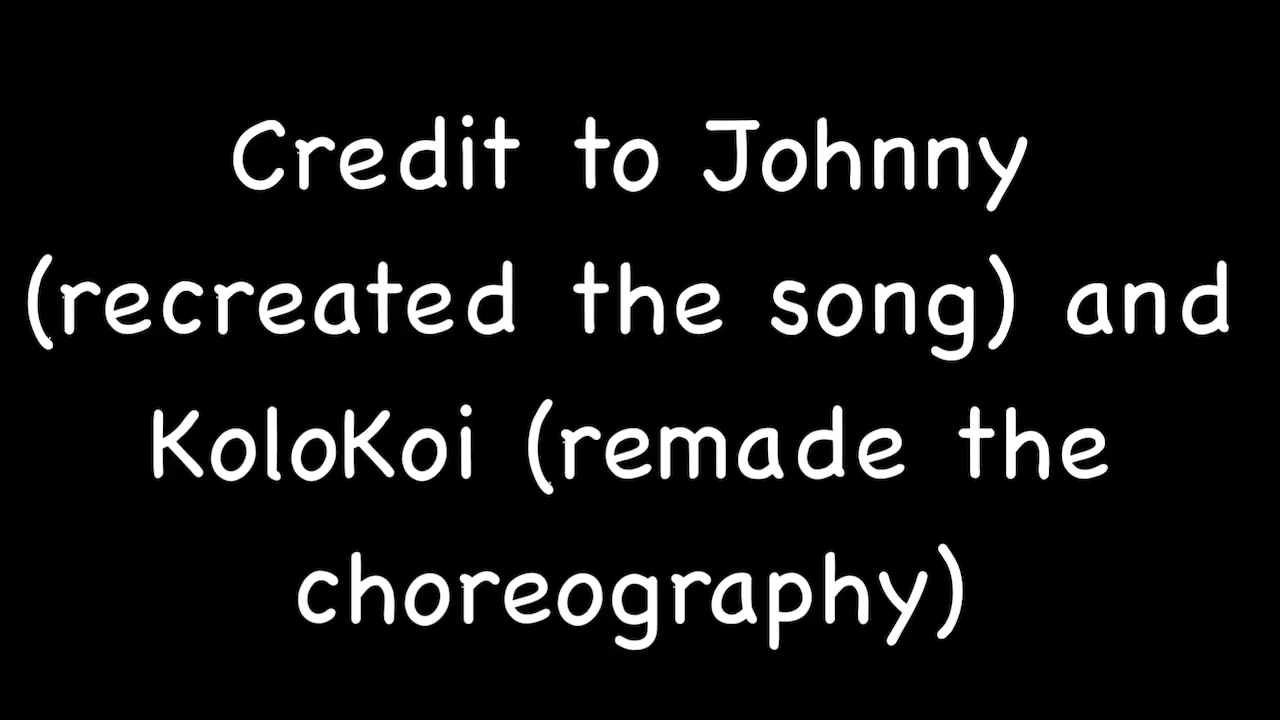 Credit to Johnny
(recreated the song) and
KoloKoi (remade the
choreography)